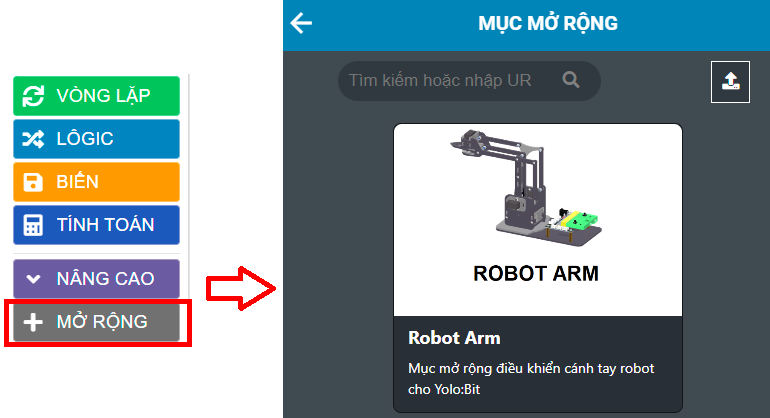 VÒNG LẶP
LÔGIC
BIẾN
TÍNH TOÁN
NÂNG CAO
MỞ RỘNG
MỤC MỞ RỘNG
Tìm kiếm hoặc nhập UR
ROBOT ARM
Robot Arm
Mục mở rộng điều khiển cánh tay robot
cho Yolo:Bit